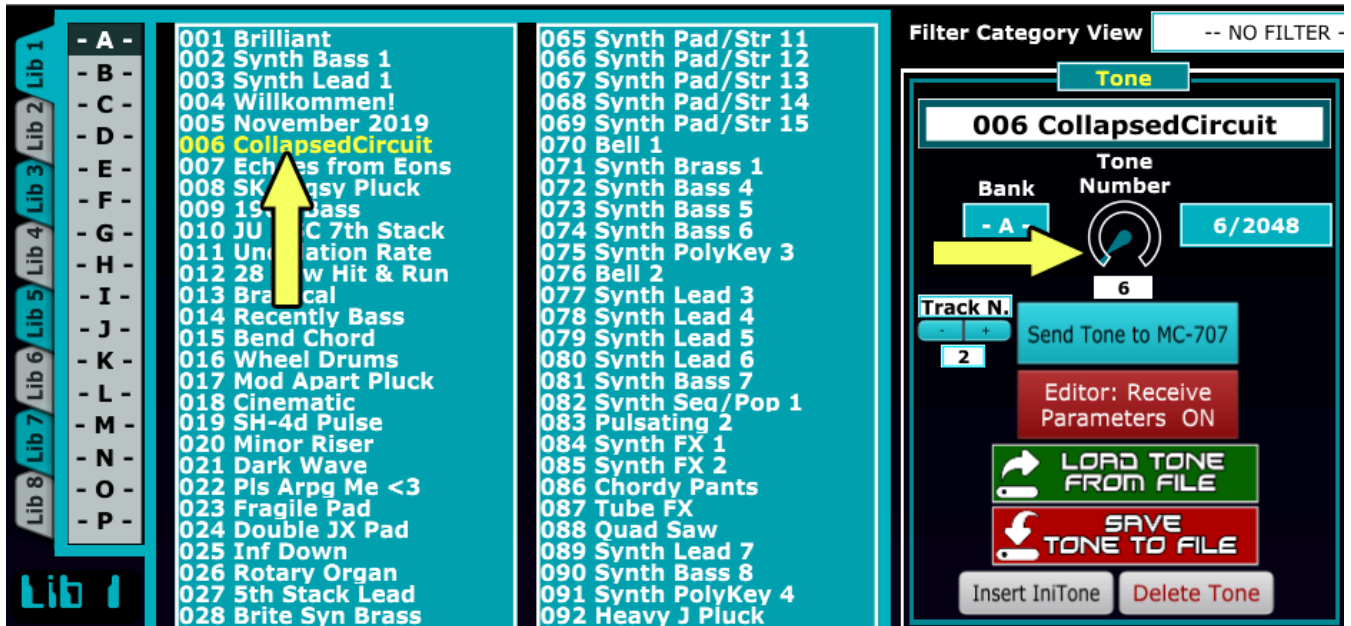 Lib 1
Lib 2
Lib 3
Lib 4
Lib 5
Lib 6
Lib 7
Lib 8
Lib 1
- A -
- B -
- C -
- D -
- E -
- F -
- G -
- H -
- I -
- J -
- K -
- L -
- M -
- N -
- O -
- P -
001 Brilliant
002 Synth Bass 1
003 Synth Lead 1
004 Willkommen!
005 November 2019
006 CollapsedCircuit
007 Echoes from Eons
008 Pluck
009 Bass
010 JU 7th Stack
011 Rate
012 28 Hit & Run
013
014 Recently Bass
015 Bend Chord
016 Wheel Drums
017 Mod Apart Pluck
018 Cinematic
019 SH-4d Pulse
020 Minor Riser
021 Dark Wave
022 Pls Arpg Me <3
023 Fragile Pad
024 Double JX Pad
025 Inf Down
026 Rotary Organ
027 5th Stack Lead
028 Brite Syn Brass
065 Synth Pad/Str 11
066 Synth Pad/Str 12
067 Synth Pad/Str 13
068 Synth Pad/Str 14
069 Synth Pad/Str 15
070 Bell 1
071 Synth Brass 1
072 Synth Bass 4
073 Synth Bass 5
074 Synth Bass 6
075 Synth PolyKey 3
076 Bell 2
077 Synth Lead 3
078 Synth Lead 4
079 Synth Lead 5
080 Synth Lead 6
081 Synth Bass 7
082 Synth Seq/Pop 1
083 Pulsating 2
084 Synth FX 1
085 Synth FX 2
086 Chordy Pants
087 Tube FX
088 Quad Saw
089 Synth Lead 7
090 Synth Bass 8
091 Synth PolyKey 4
092 Heavy J Pluck
Filter Category View
-- NO FILTER -
Tone
006 CollapsedCircuit
Bank
- A -
Tone
Number
6
6/2048
Track N.
- +
2
Send Tone to MC-707
Editor: Receive
Parameters ON
LOAD TONE
FROM FILE
SAVE
TONE TO FILE
Insert IniTone
Delete Tone